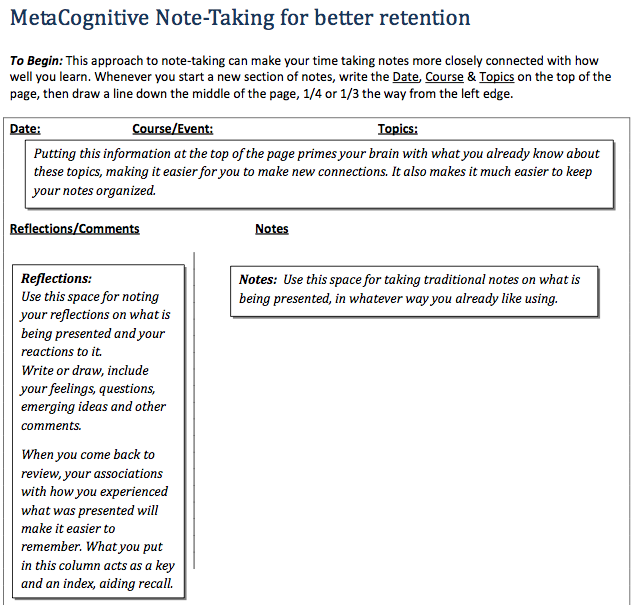 MetaCognitive Note-Taking for better retention
To Begin: This approach to note-taking can make your time taking notes more closely connected with how
well you learn. Whenever you start a new section of notes, write the Date, Course & Topics on the top of the
page, then draw a line down the middle of the page, 1/4 or 1/3 the way from the left edge.
Date: Course/Event: Topics:
Putting this information at the top of the page primes your brain with what you already know about
these topics, making it easier for you to make new connections. It also makes it much easier to keep
your notes organized.
Reflections/Comments Notes
Reflections:
Use this space for noting
your reflections on what is
being presented and your
reactions to it.
Write or draw, include
your feelings, questions,
emerging ideas and other
comments.
When you come back to
review, your associations
with how you experienced
what was presented will
make it easier to
remember. What you put
in this column acts as a key
and an index, aiding recall.
Notes: Use this space for taking traditional notes on what is
being presented, in whatever way you already like using.